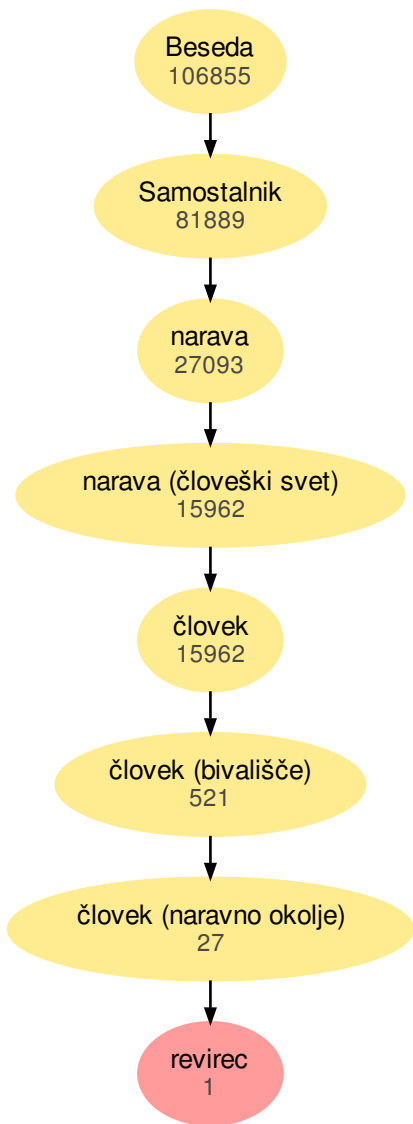 Beseda
106855
Samostalnik
81889
narava
27093
narava (človeški svet)
15962
človek
15962
človek (bivališče)
521
človek (naravno okolje)
27
revirec
1